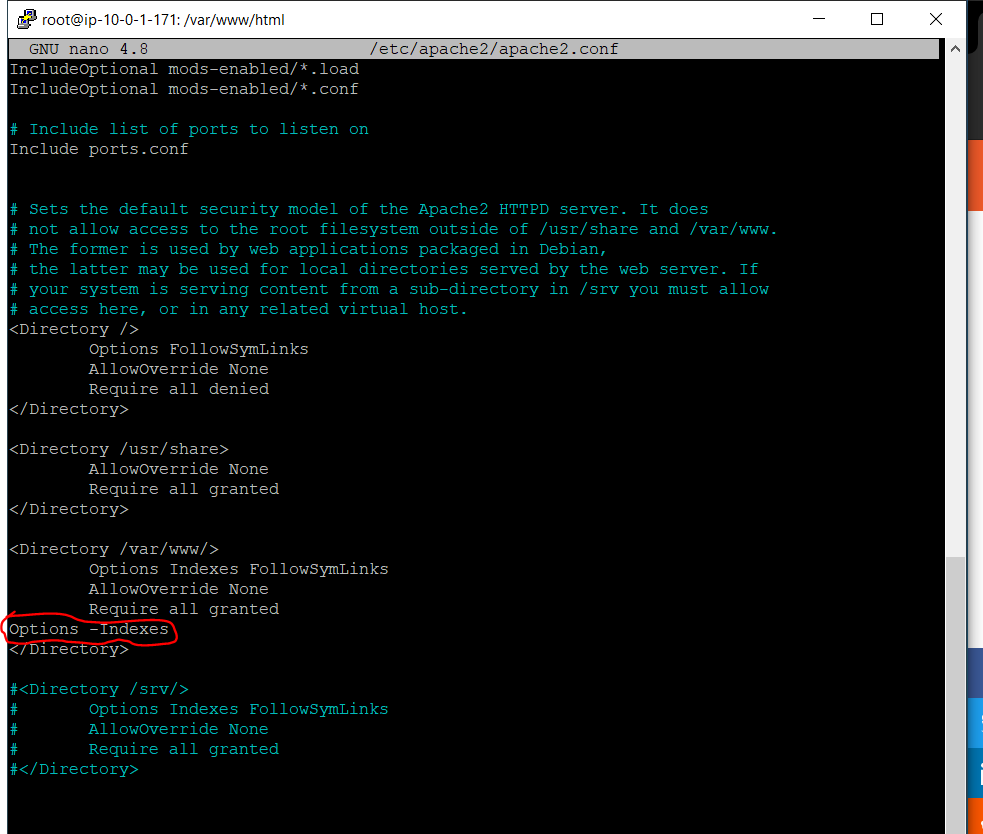 root@ip-10-0-1-171: /var/www/html
GNU nano 4.8 /etc/apache2/apache2.conf
IncludeOptional mods-enabled/*.load
IncludeOptional mods-enabled/*.conf
# Include list of ports to listen on
Include ports.conf
# Sets the default security model of the Apache2 HTTPD server. It does
# not allow access to the root filesystem outside of /usr/share and /var/www.
# The former is used by web applications packaged in Debian,
# the latter may be used for local directories served by the web server. If
# your system is serving content from a sub-directory in /srv you must allow
# access here, or in any related virtual host.
<Directory />
Options FollowSymLinks
AllowOverride None
Require all denied
</Directory>
<Directory /usr/share>
AllowOverride None
Require all granted
</Directory>
<Directory /var/www/>
Options Indexes FollowSymLinks
AllowOverride None
Require all granted
Options -Indexes
</Directory>
#<Directory /srv/>
# Options Indexes FollowSymLinks
# AllowOverride None
# Require all granted
#</Directory>